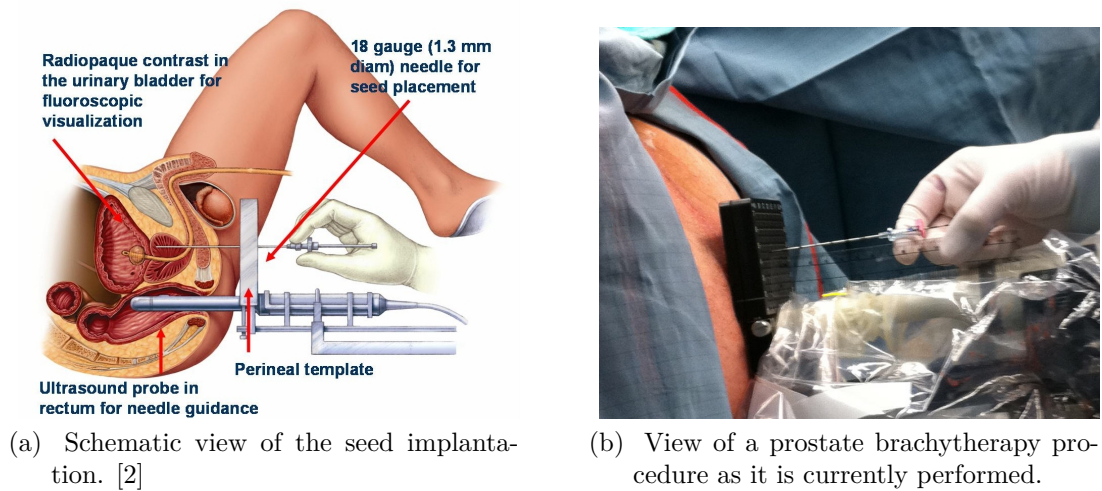 Radiopaque contrast in
the urinary bladder for
fluoroscopic
visualization
18 gauge (1.3 mm
diam) needle for
seed placement
Perineal template
Ultrasound probe in
rectum for needle guidance
(a) Schematic view of the seed implanta-
tion. [2]
(b) View of a prostate brachytherapy pro-
cedure as it is currently performed.